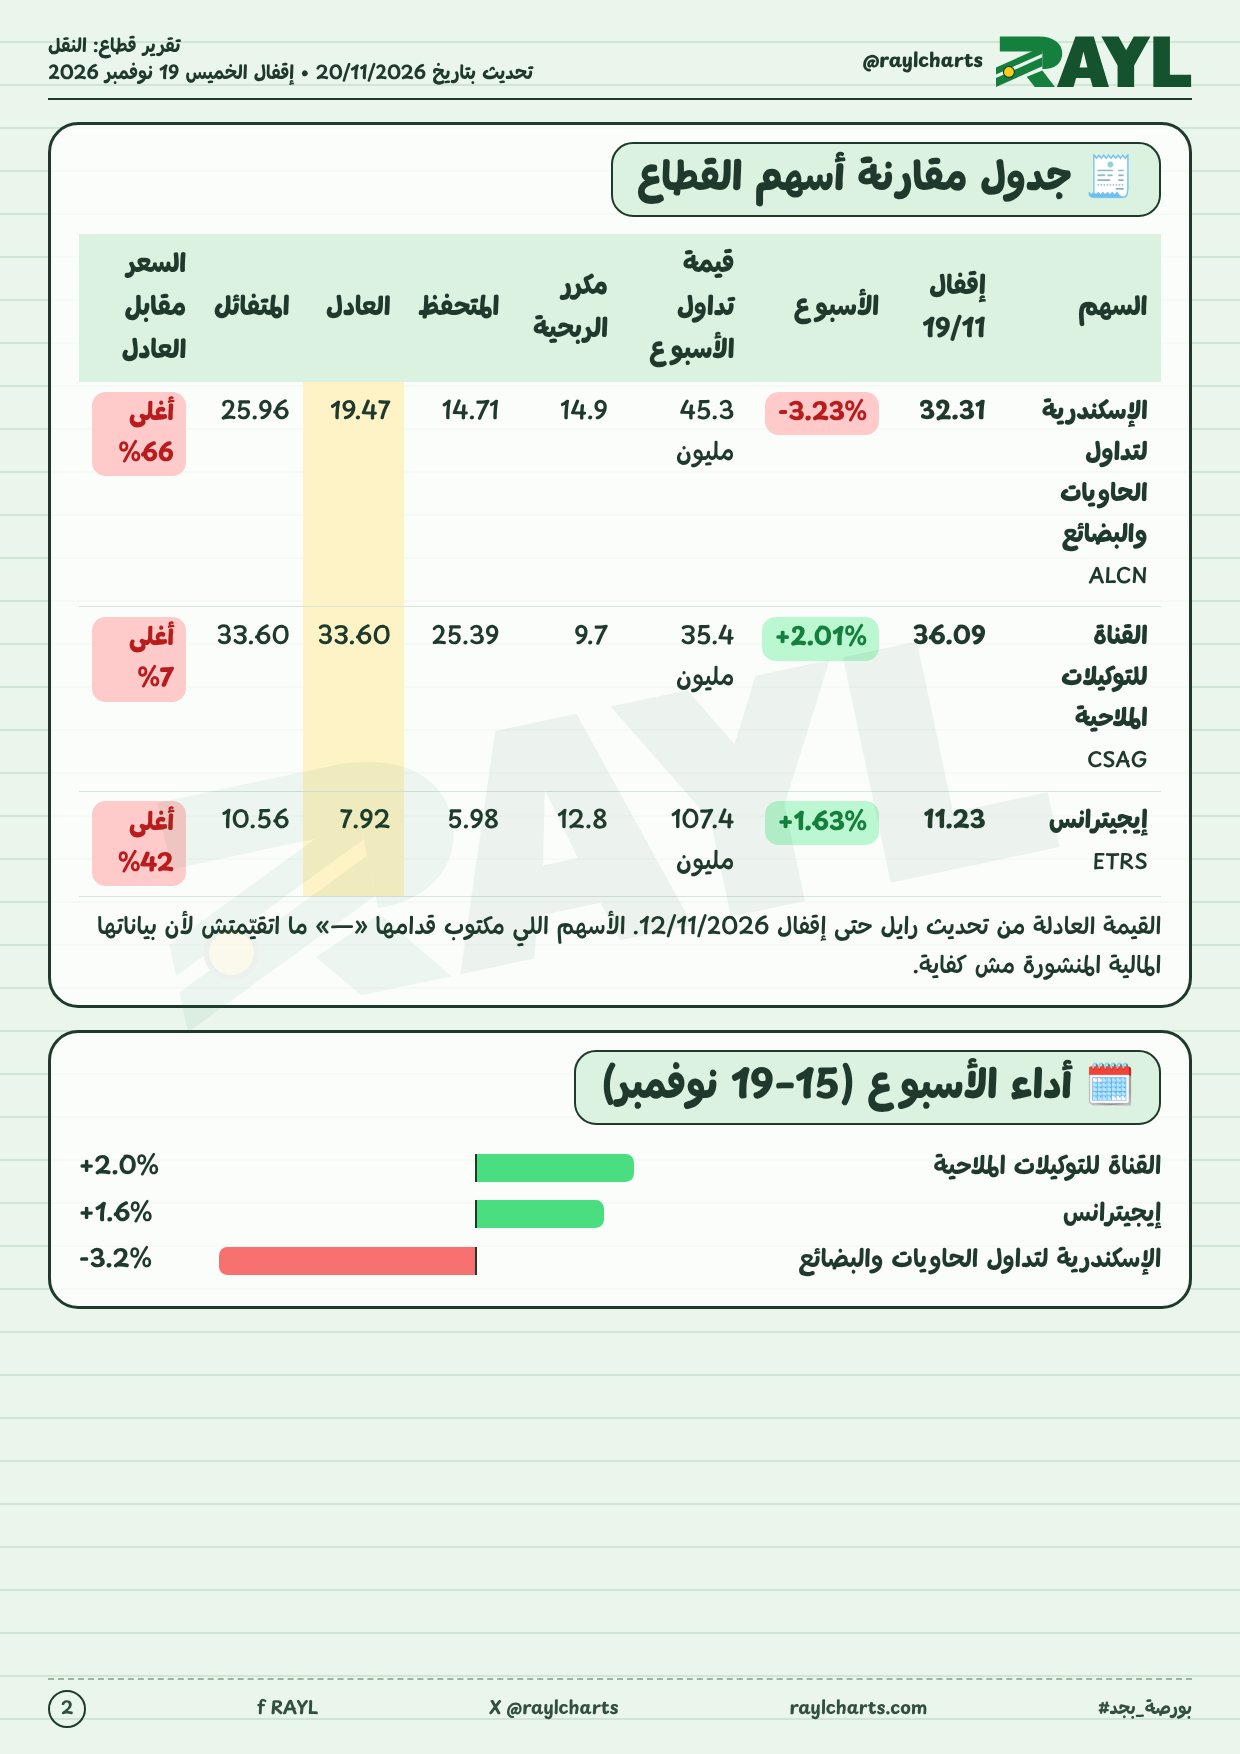 RAYL
@raylcharts
تقرير قطاع: النقل
تحديث بتاريخ 20/11/2026 • إقفال الخميس 19 نوفمبر 2026
جدول مقارنة أسهم القطاع
السهم
إقفال
19/11
الأسبوع
قيمة
تداول
الأسبوع
مكرر
الربحية
المتحفظ
العادل
المتفائل
السعر
مقابل
العادل
الإسكندرية
لتداول
الحاويات
والبضائع
ALCN
32.31
-3.23%
45.3
مليون
14.9
14.71
19.47
25.96
أغلى
66%
القناة
للتوكيلات
الملاحية
CSAG
36.09
+2.01%
35.4
مليون
9.7
25.39
33.60
33.60
أغلى
7%
إيجيترانس
ETRS
11.23
+1.63%
107.4
مليون
12.8
5.98
7.92
10.56
أغلى
42%
القيمة العادلة من تحديث رايل حتى إقفال 12/11/2026. الأسهم اللي مكتوب قدامها «—» ما اتقيّمتش لأن بياناتها
المالية المنشورة مش كفاية.
RAYL
أداء الأسبوع (15–19 نوفمبر)
القناة للتوكيلات الملاحية
+2.0%
إيجيترانس
+1.6%
الإسكندرية لتداول الحاويات والبضائع
-3.2%
#بورصة_بجد
raylcharts.com
X @raylcharts
f RAYL
2